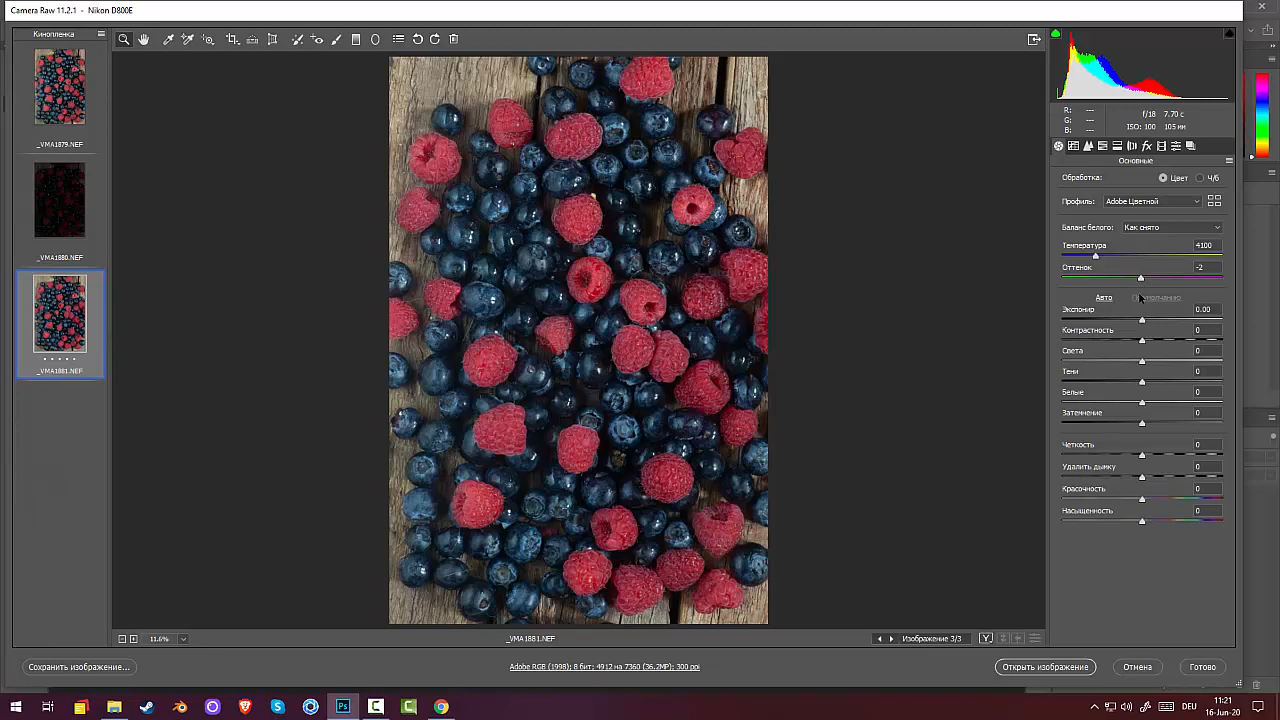 Camera Raw 11.2.1 - Nikon D800E
Кинопленка
_VMA1879.NEF
_VMA1880.NEF
_VMA1881.NEF
R: ---
G: ---
B: ---
f/18 7.70 с
ISO: 100 105 мм
Основные
Обработка: Цвет Ч/б
Профиль: Adobe Цветной
Баланс белого: Как снято
Температура 4100
Оттенок -2
Авто
Экспонир 0.00
Контрастность 0
Света 0
Тени 0
Белые 0
Затемнение 0
Четкость 0
Удалить дымку 0
Красочность 0
Насыщенность 0
11.6%
_VMA1881.NEF
Изображение 3/3
Y
Сохранить изображение...
Adobe RGB (1998); 8 бит; 4912 на 7360 (36.2MP); 300 ppi
Открыть изображение
Отмена
Готово
Ps
DEU
11:21
16-Jun-20